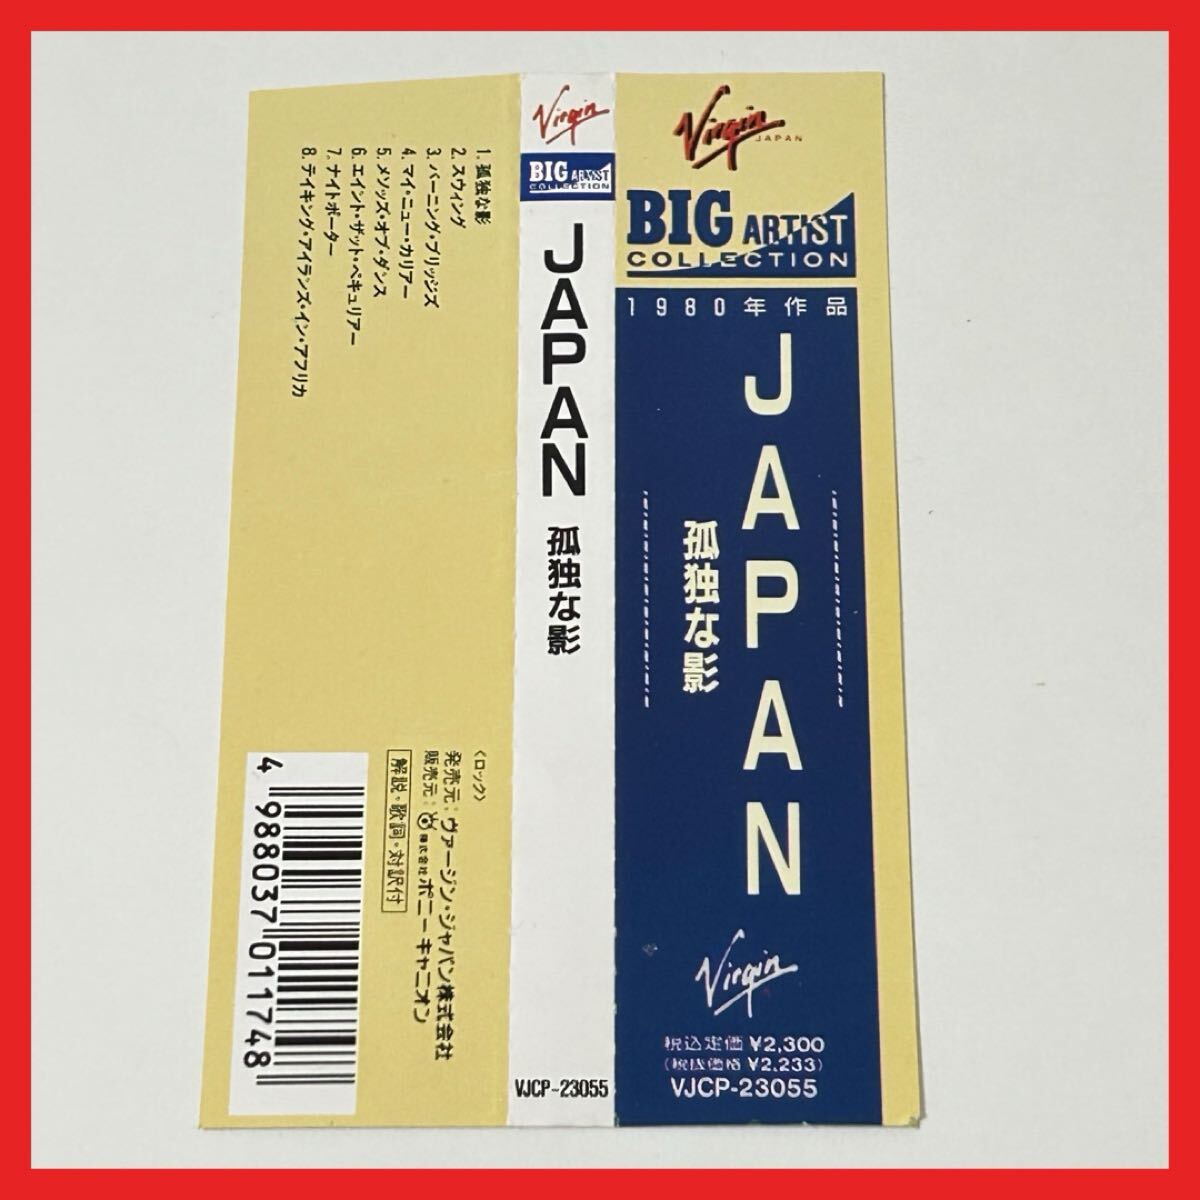 Virgin
JAPAN
BIG ARTIST
COLLECTION
1980年作品
JAPAN
孤独な影
Virgin
税込定価 ¥2,300
(税抜価格 ¥2,233)
VJCP-23055
Virgin
BIG ARTIST
COLLECTION
JAPAN
孤独な影
VJCP-23055
1. 孤独な影
2. スウィング
3. バーニング・ブリッジズ
4. マイ・ニュー・カリアー
5. メソッズ・オブ・ダンス
6. エイント・ザット・ペキュリアー
7. ナイトポーター
8. テイキング・アイランズ・イン・アフリカ
〈ロック〉
発売元：ヴァージン・ジャパン株式会社
販売元：株式会社ポニーキャニオン
解説・歌詞・対訳付
4 988037 011748